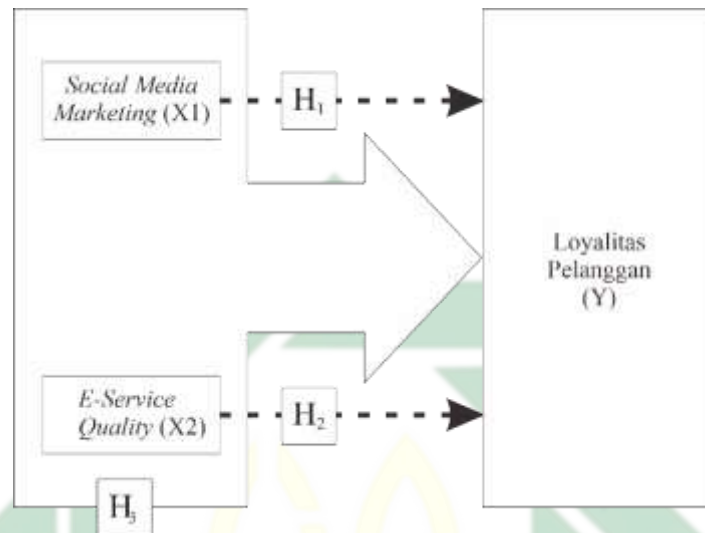 Social Media
Marketing (X1)
H₁
Loyalitas
Pelanggan
(Y)
E-Service
Quality (X2)
H₂
H₃